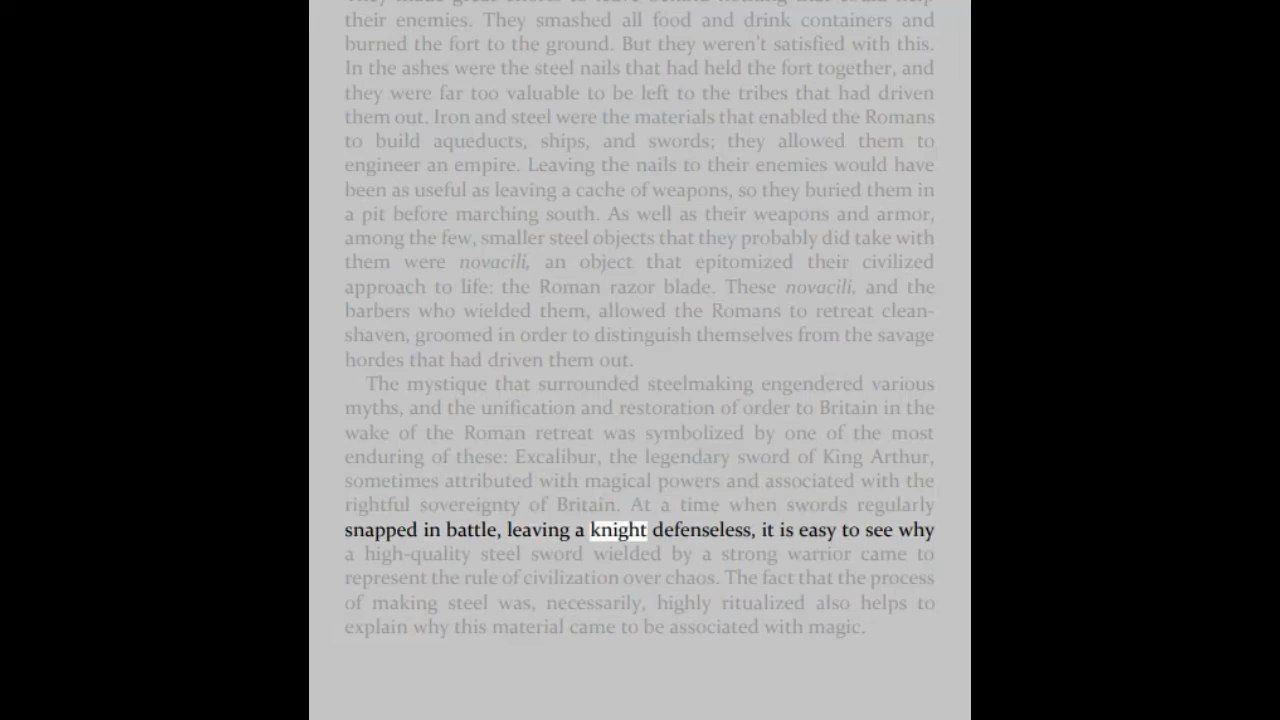 their enemies. They smashed all food and drink containers and
burned the fort to the ground. But they weren't satisfied with this.
In the ashes were the steel nails that had held the fort together, and
they were far too valuable to be left to the tribes that had driven
them out. Iron and steel were the materials that enabled the Romans
to build aqueducts, ships, and swords; they allowed them to
engineer an empire. Leaving the nails to their enemies would have
been as useful as leaving a cache of weapons, so they buried them in
a pit before marching south. As well as their weapons and armor,
among the few, smaller steel objects that they probably did take with
them were novacili, an object that epitomized their civilized
approach to life: the Roman razor blade. These novacili, and the
barbers who wielded them, allowed the Romans to retreat clean-
shaven, groomed in order to distinguish themselves from the savage
hordes that had driven them out.
The mystique that surrounded steelmaking engendered various
myths, and the unification and restoration of order to Britain in the
wake of the Roman retreat was symbolized by one of the most
enduring of these: Excalibur, the legendary sword of King Arthur,
sometimes attributed with magical powers and associated with the
rightful sovereignty of Britain. At a time when swords regularly
snapped in battle, leaving a knight defenseless, it is easy to see why
a high-quality steel sword wielded by a strong warrior came to
represent the rule of civilization over chaos. The fact that the process
of making steel was, necessarily, highly ritualized also helps to
explain why this material came to be associated with magic.